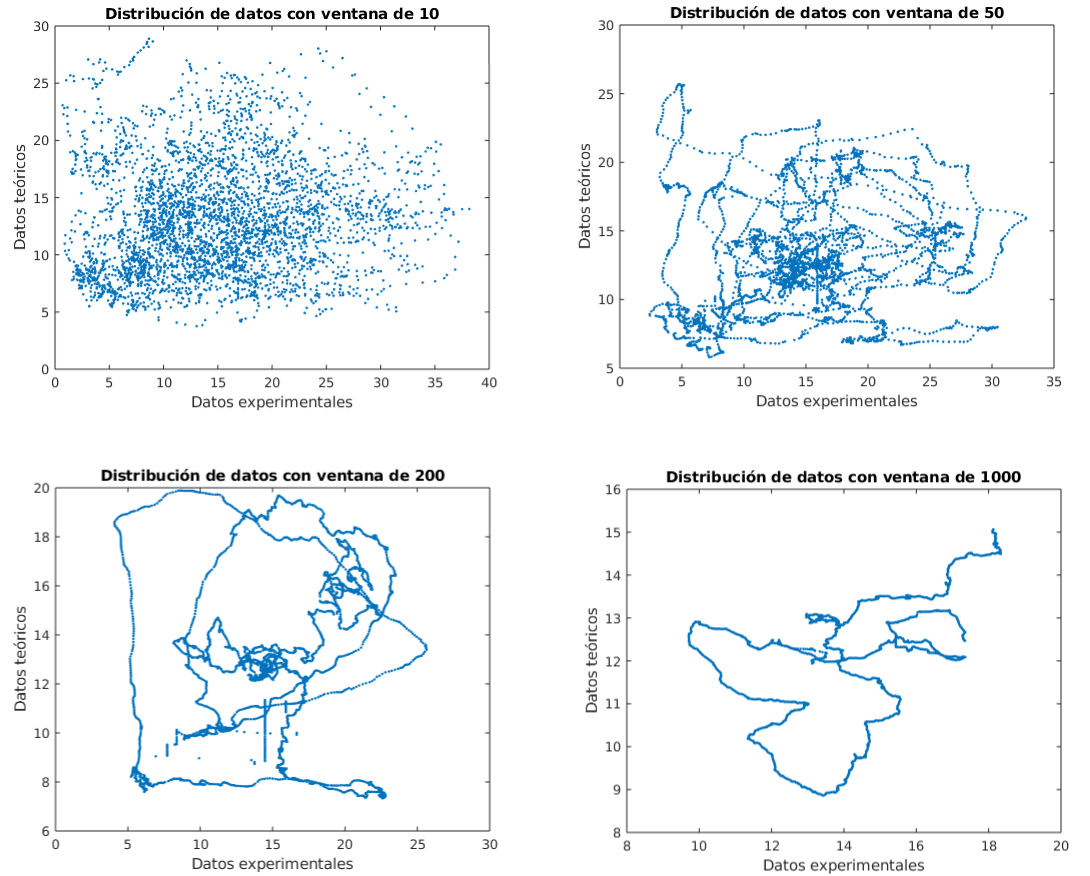 Distribución de datos con ventana de 10
30
25
20
15
10
5
0
Datos teóricos
0 5 10 15 20 25 30 35 40
Datos experimentales
Distribución de datos con ventana de 50
30
25
20
15
10
5
Datos teóricos
0 5 10 15 20 25 30 35
Datos experimentales
Distribución de datos con ventana de 200
20
18
16
14
12
10
8
6
Datos teóricos
0 5 10 15 20 25 30
Datos experimentales
Distribución de datos con ventana de 1000
16
15
14
13
12
11
10
9
8
Datos teóricos
8 10 12 14 16 18 20
Datos experimentales